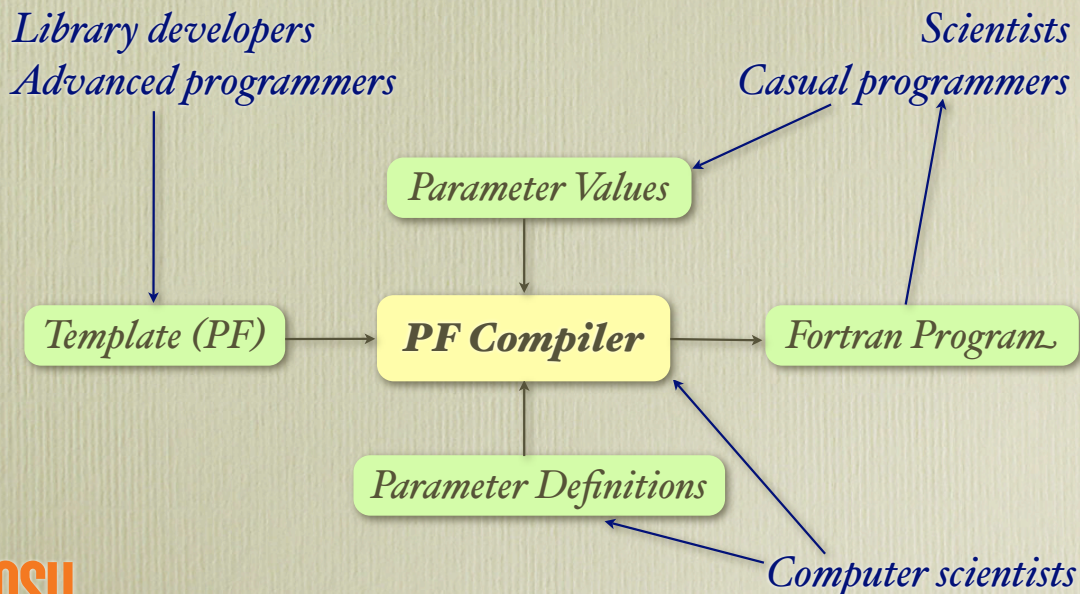 Library developers
Advanced programmers
Scientists
Casual programmers
Parameter Values
Template (PF)
PF Compiler
Fortran Program
Parameter Definitions
Computer scientists
OSU